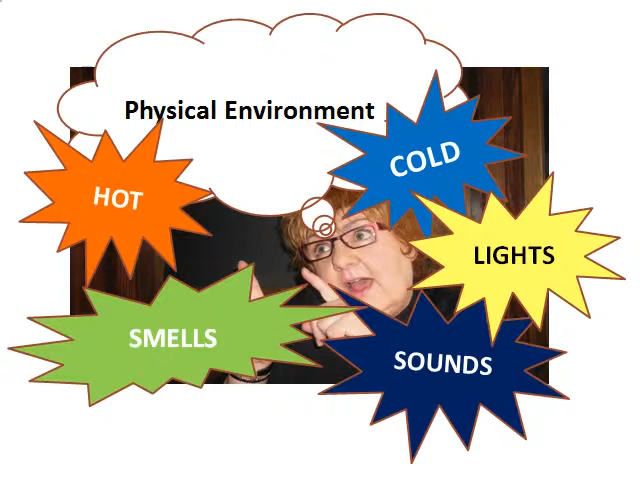 Physical Environment
HOT
COLD
LIGHTS
SMELLS
SOUNDS